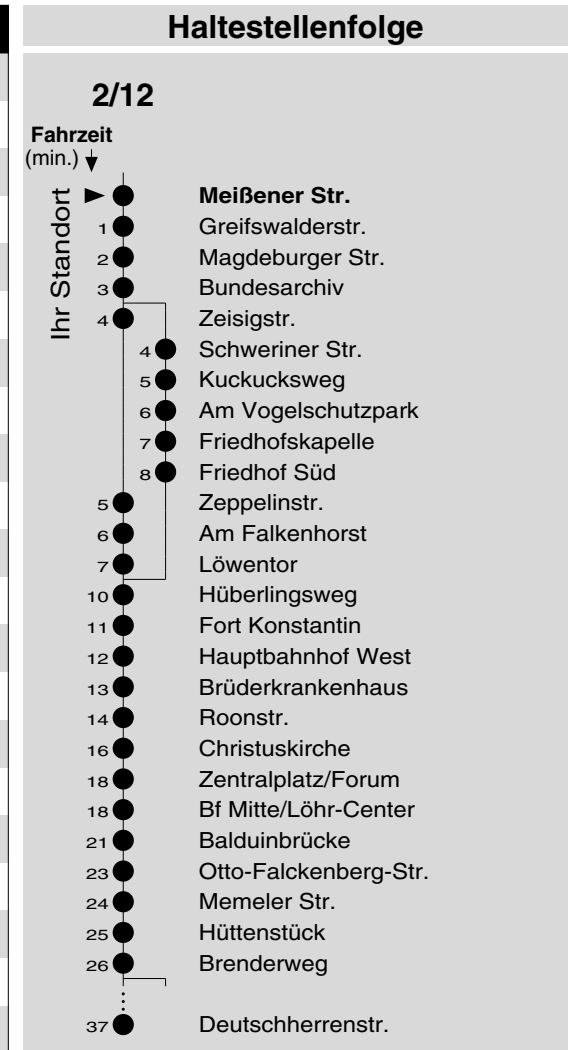 Haltestellenfolge
2/12
Fahrzeit
(min.)
Ihr Standort
Meißener Str.
1 Greifswalderstr.
2 Magdeburger Str.
3 Bundesarchiv
4 Zeisigstr.
4 Schweriner Str.
5 Kuckucksweg
6 Am Vogelschutzpark
7 Friedhofskapelle
8 Friedhof Süd
5 Zeppelinstr.
6 Am Falkenhorst
7 Löwentor
10 Hüberlingsweg
11 Fort Konstantin
12 Hauptbahnhof West
13 Brüderkrankenhaus
14 Roonstr.
16 Christuskirche
18 Zentralplatz/Forum
18 Bf Mitte/Löhr-Center
21 Balduinbrücke
23 Otto-Falckenberg-Str.
24 Memeler Str.
25 Hüttenstück
26 Brenderweg
37 Deutschherrenstr.